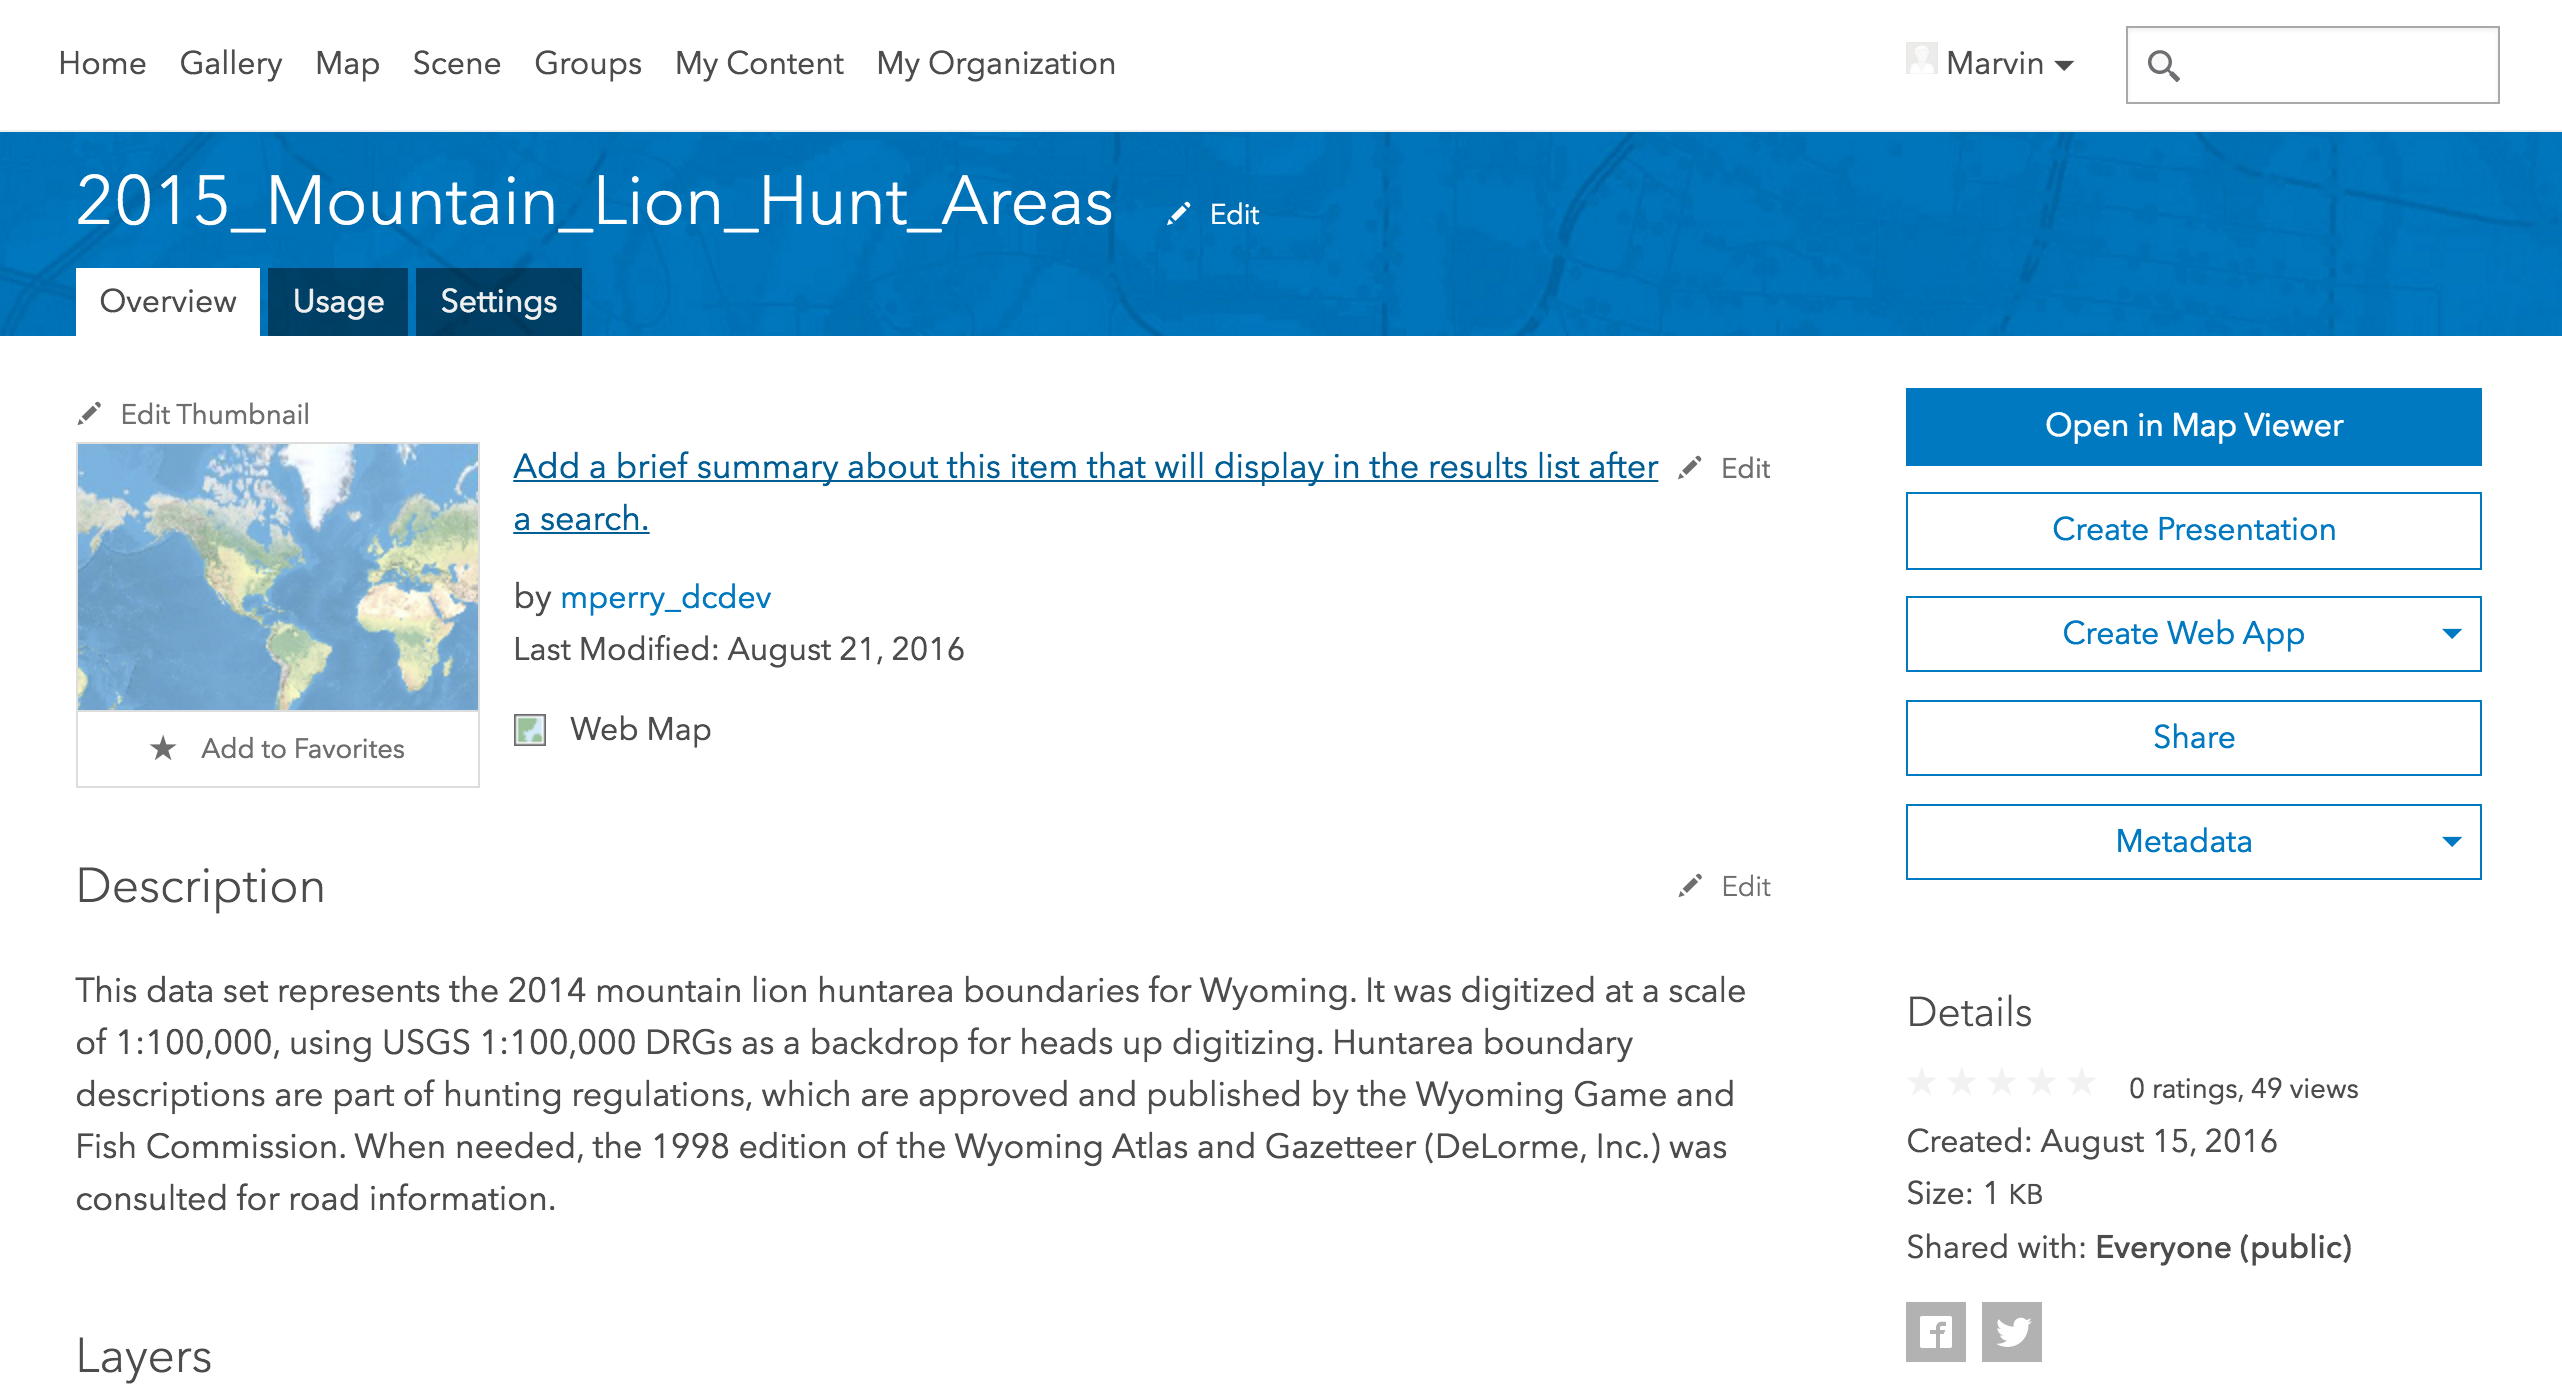 Home Gallery Map Scene Groups My Content My Organization Marvin
2015_Mountain_Lion_Hunt_Areas Edit
Overview Usage Settings
Edit Thumbnail
Add a brief summary about this item that will display in the results list after Edit
a search.
by mperry_dcdev
Last Modified: August 21, 2016
Web Map
Add to Favorites
Open in Map Viewer
Create Presentation
Create Web App
Share
Metadata
Description Edit
This data set represents the 2014 mountain lion huntarea boundaries for Wyoming. It was digitized at a scale
of 1:100,000, using USGS 1:100,000 DRGs as a backdrop for heads up digitizing. Huntarea boundary
descriptions are part of hunting regulations, which are approved and published by the Wyoming Game and
Fish Commission. When needed, the 1998 edition of the Wyoming Atlas and Gazetteer (DeLorme, Inc.) was
consulted for road information.
Details
0 ratings, 49 views
Created: August 15, 2016
Size: 1 KB
Shared with: Everyone (public)
Layers